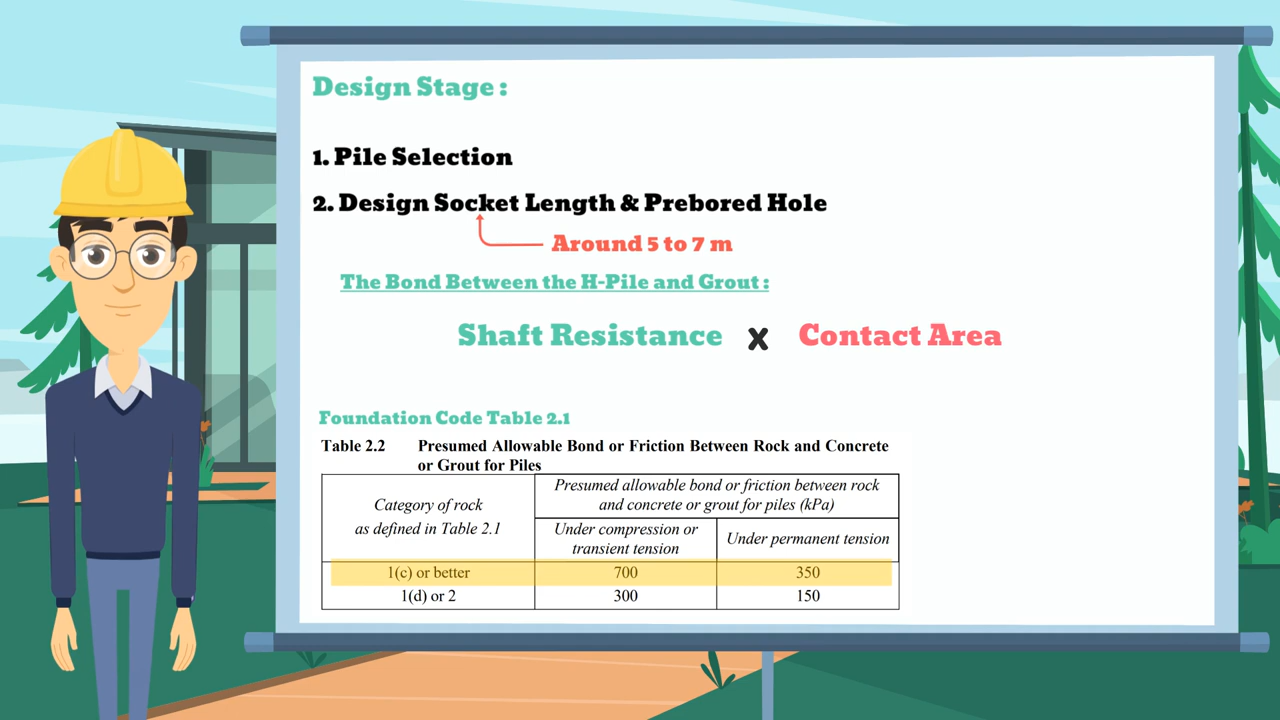 Design Stage :
1. Pile Selection
2. Design Socket Length & Prebored Hole
Around 5 to 7 m
The Bond Between the H-Pile and Grout :
Shaft Resistance x Contact Area
Foundation Code Table 2.1
Table 2.2 Presumed Allowable Bond or Friction Between Rock and Concrete
or Grout for Piles
Category of rock
as defined in Table 2.1
Presumed allowable bond or friction between rock
and concrete or grout for piles (kPa)
Under compression or
transient tension
Under permanent tension
1(c) or better 700 350
1(d) or 2 300 150